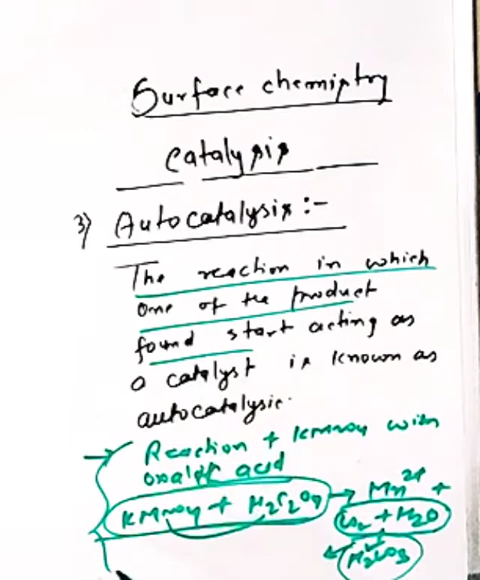 Surface chemistry
Catalysis
3) Autocatalysis :-
The reaction in which
one of the product
found start acting as
a catalyst is known as
autocatalysis.
→ Reaction + KMnO4 with
oxalic acid
KMnO4 + H2C2O4 → Mn2+ +
CO2 + H2O
H2CO3